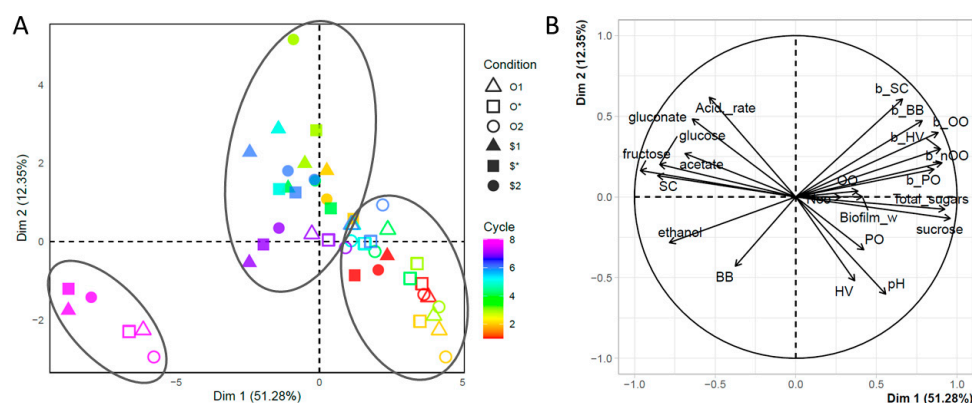 A
Dim 2 (12.35%)
4
2
0
−2
−5
0
5
Dim 1 (51.28%)
Condition
O1
O*
O2
$1
$*
$2
Cycle
8
6
4
2
B
Dim 2 (12.35%)
1.0
0.5
0.0
−0.5
−1.0
−1.0
−0.5
0.0
0.5
1.0
Dim 1 (51.28%)
Acid_rate
gluconate
glucose
fructose
acetate
SC
ethanol
BB
b_SC
b_BB
b_OO
b_HV
b_nOO
b_PO
OO
Total_sugars
Biofilm_w
sucrose
PO
HV
pH